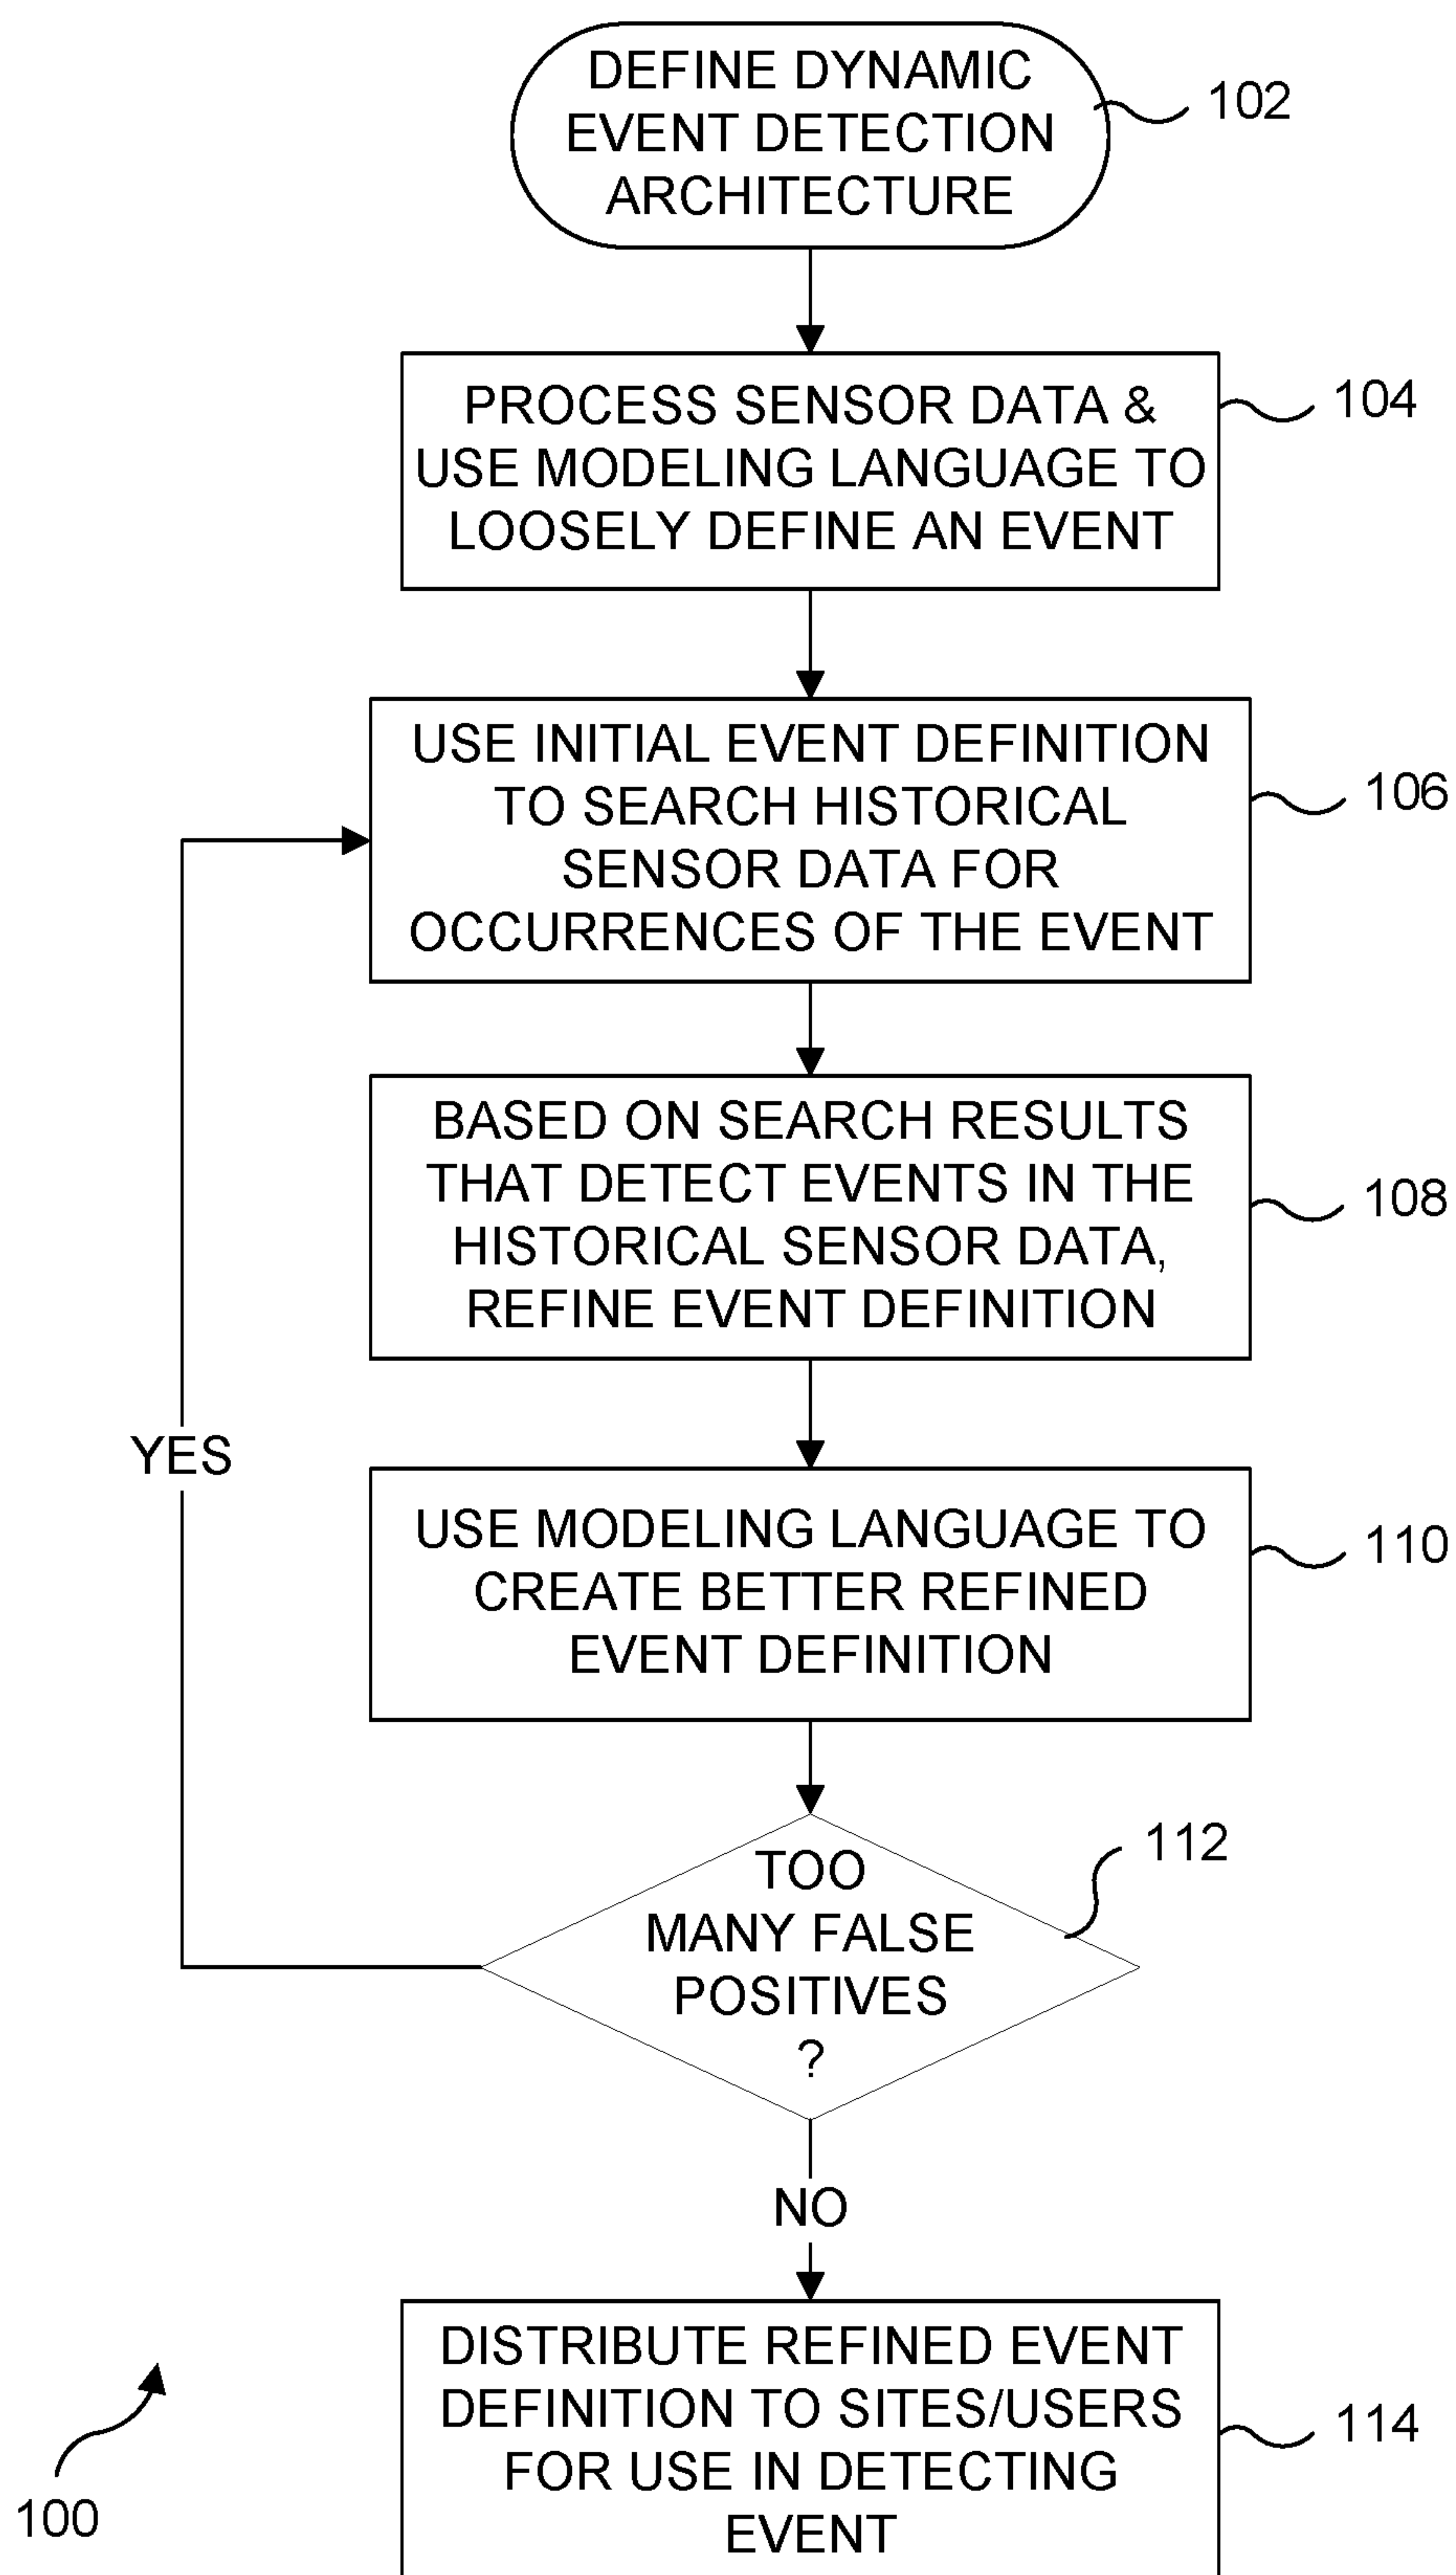 DEFINE DYNAMIC
EVENT DETECTION
ARCHITECTURE
102
PROCESS SENSOR DATA &
USE MODELING LANGUAGE TO
LOOSELY DEFINE AN EVENT
104
USE INITIAL EVENT DEFINITION
TO SEARCH HISTORICAL
SENSOR DATA FOR
OCCURRENCES OF THE EVENT
106
BASED ON SEARCH RESULTS
THAT DETECT EVENTS IN THE
HISTORICAL SENSOR DATA,
REFINE EVENT DEFINITION
108
YES
USE MODELING LANGUAGE TO
CREATE BETTER REFINED
EVENT DEFINITION
110
TOO
MANY FALSE
POSITIVES
?
112
NO
DISTRIBUTE REFINED EVENT
DEFINITION TO SITES/USERS
FOR USE IN DETECTING
EVENT
114
100